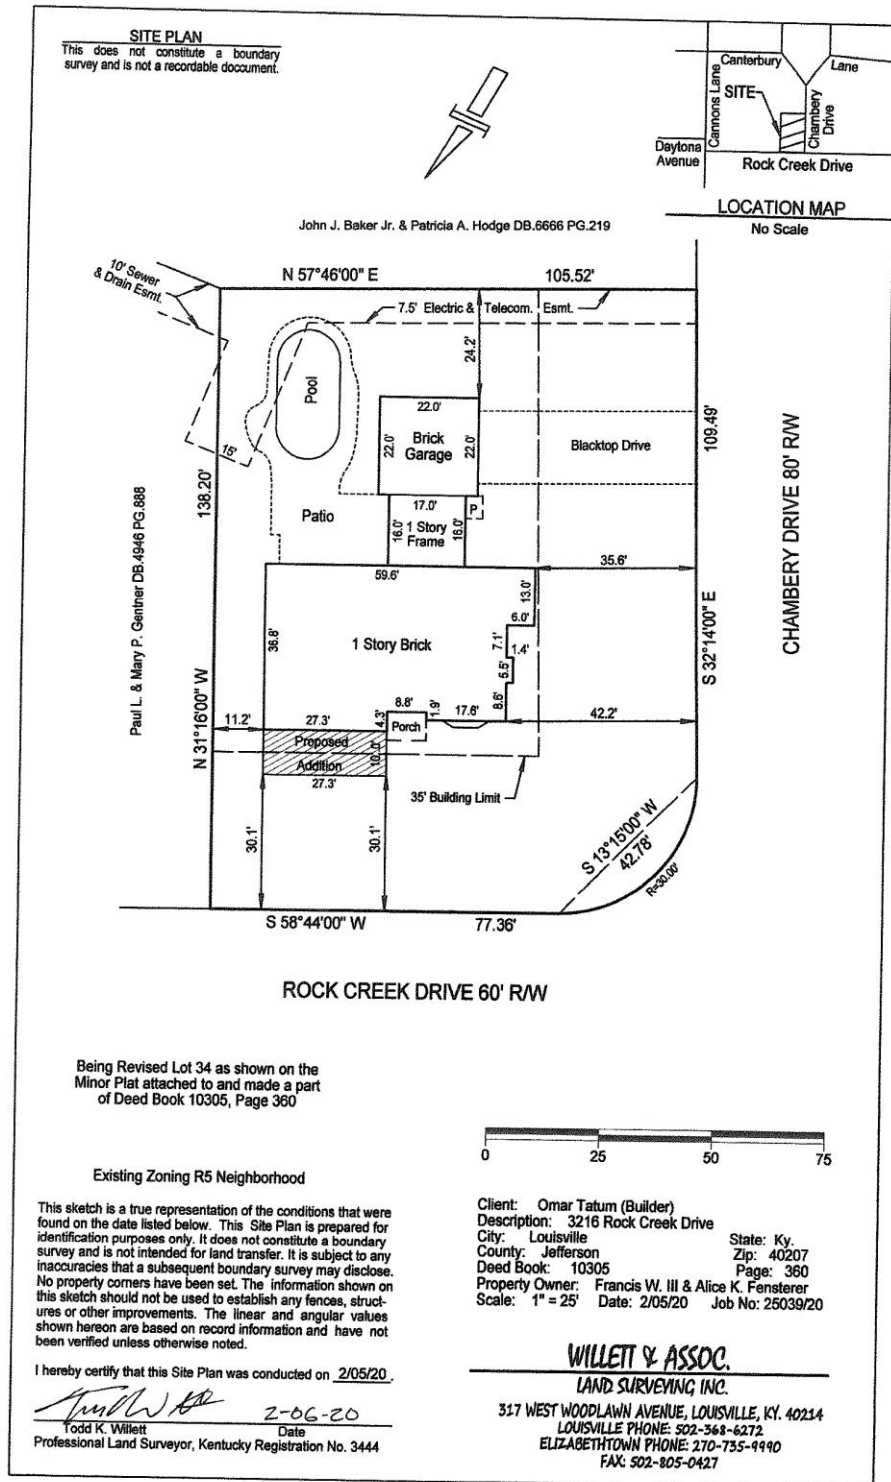 SITE PLAN
This does not constitute a boundary
survey and is not a recordable document.
Canterbury Lane
Cannons Lane
SITE
Chambery
Drive
Daytona
Avenue
Rock Creek Drive
LOCATION MAP
No Scale
John J. Baker Jr. & Patricia A. Hodge DB.6666 PG.219
10' Sewer
& Drain Esmt.
N 57°46'00" E 105.52'
7.5' Electric & Telecom. Esmt.
24.2'
Pool
22.0'
22.0'
Brick
Garage
22.0'
Blacktop Drive
109.49'
CHAMBERY DRIVE 80' R/W
15'
138.20'
Patio
17.0'
P
16.0'
1 Story
Frame
16.0'
Paul L. & Mary P. Gentner DB.4946 PG.888
59.6'
35.6'
13.0'
6.0'
S 32°14'00" E
36.8'
1 Story Brick
7.1'
1.4'
5.5'
8.6'
N 31°16'00" W
11.2'
27.3'
4.3'
8.8'
Porch
1.9'
17.6'
42.2'
Proposed
Addition
10.0'
27.3'
35' Building Limit
30.1'
30.1'
S 13°15'00" W
42.78'
R=30.00'
S 58°44'00" W 77.36'
ROCK CREEK DRIVE 60' R/W
Being Revised Lot 34 as shown on the
Minor Plat attached to and made a part
of Deed Book 10305, Page 360
0 25 50 75
Existing Zoning R5 Neighborhood
This sketch is a true representation of the conditions that were
found on the date listed below. This Site Plan is prepared for
identification purposes only. It does not constitute a boundary
survey and is not intended for land transfer. It is subject to any
inaccuracies that a subsequent boundary survey may disclose.
No property corners have been set. The information shown on
this sketch should not be used to establish any fences, struct-
ures or other improvements. The linear and angular values
shown hereon are based on record information and have not
been verified unless otherwise noted.
I hereby certify that this Site Plan was conducted on 2/05/20.
2-06-20
Todd K. Willett Date
Professional Land Surveyor, Kentucky Registration No. 3444
Client: Omar Tatum (Builder)
Description: 3216 Rock Creek Drive
City: Louisville State: Ky.
County: Jefferson Zip: 40207
Deed Book: 10305 Page: 360
Property Owner: Francis W. III & Alice K. Fensterer
Scale: 1" = 25' Date: 2/05/20 Job No: 25039/20
WILLETT & ASSOC.
LAND SURVEYING INC.
317 WEST WOODLAWN AVENUE, LOUISVILLE, KY. 40214
LOUISVILLE PHONE: 502-368-6272
ELIZABETHTOWN PHONE: 270-735-9990
FAX: 502-805-0427